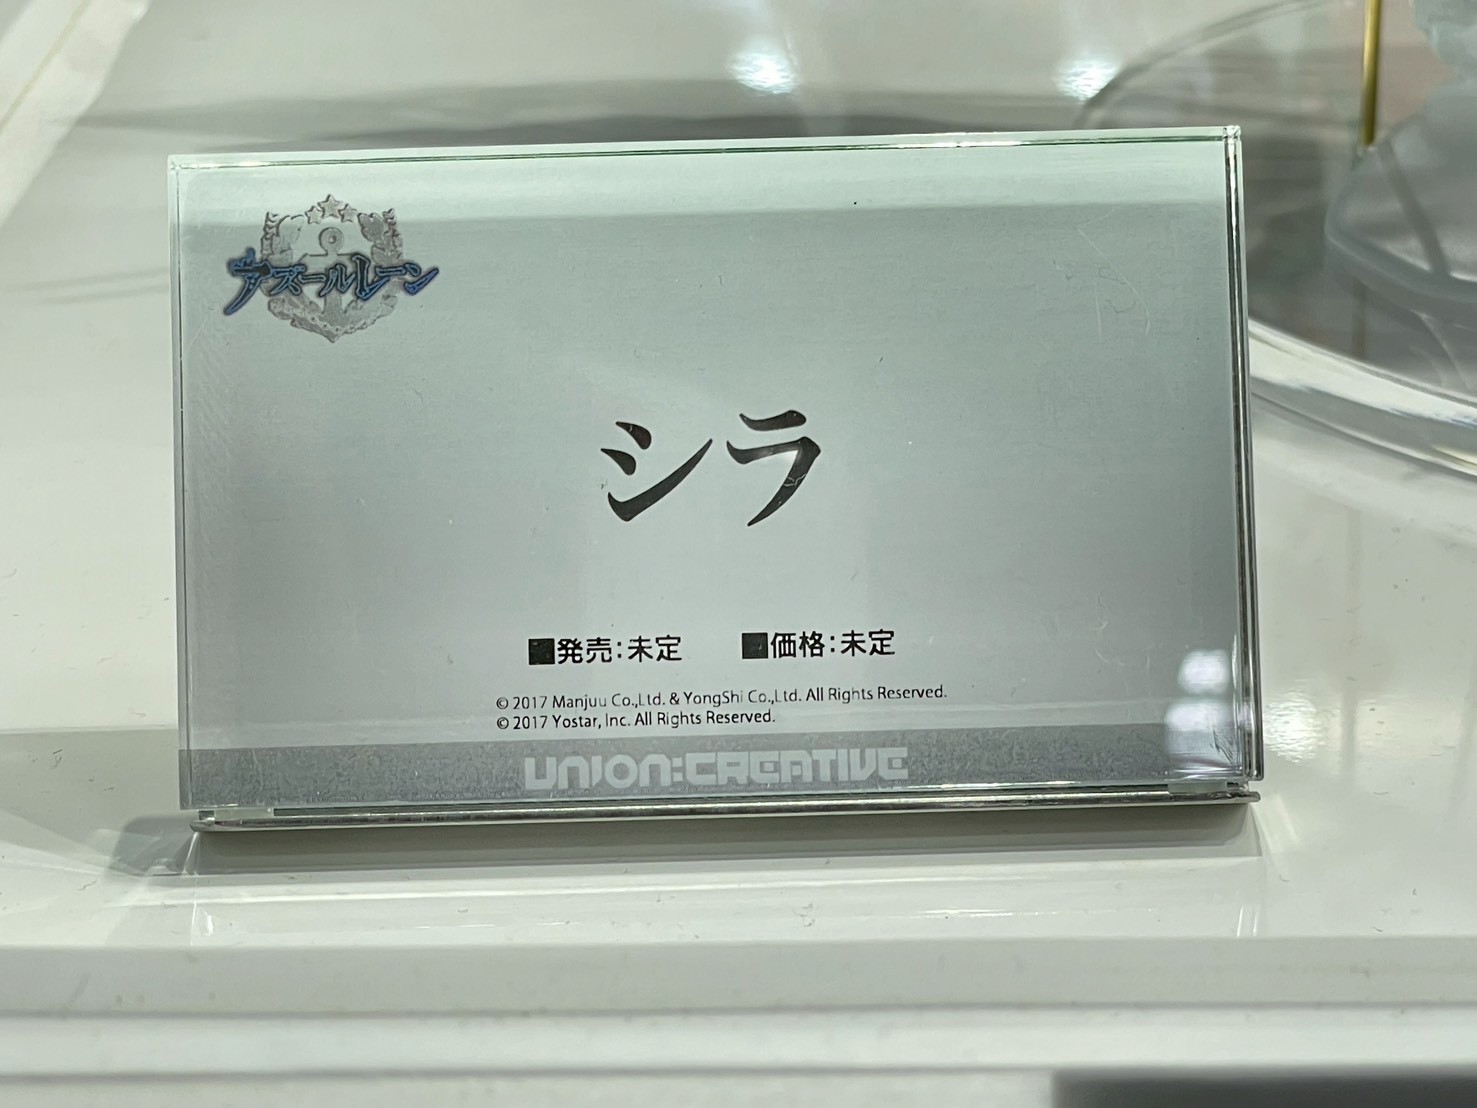 アズールレーン
シラ
■発売:未定 ■価格:未定
© 2017 Manjuu Co.,Ltd. & YongShi Co.,Ltd. All Rights Reserved.
© 2017 Yostar, Inc. All Rights Reserved.
UNION:CREATIVE